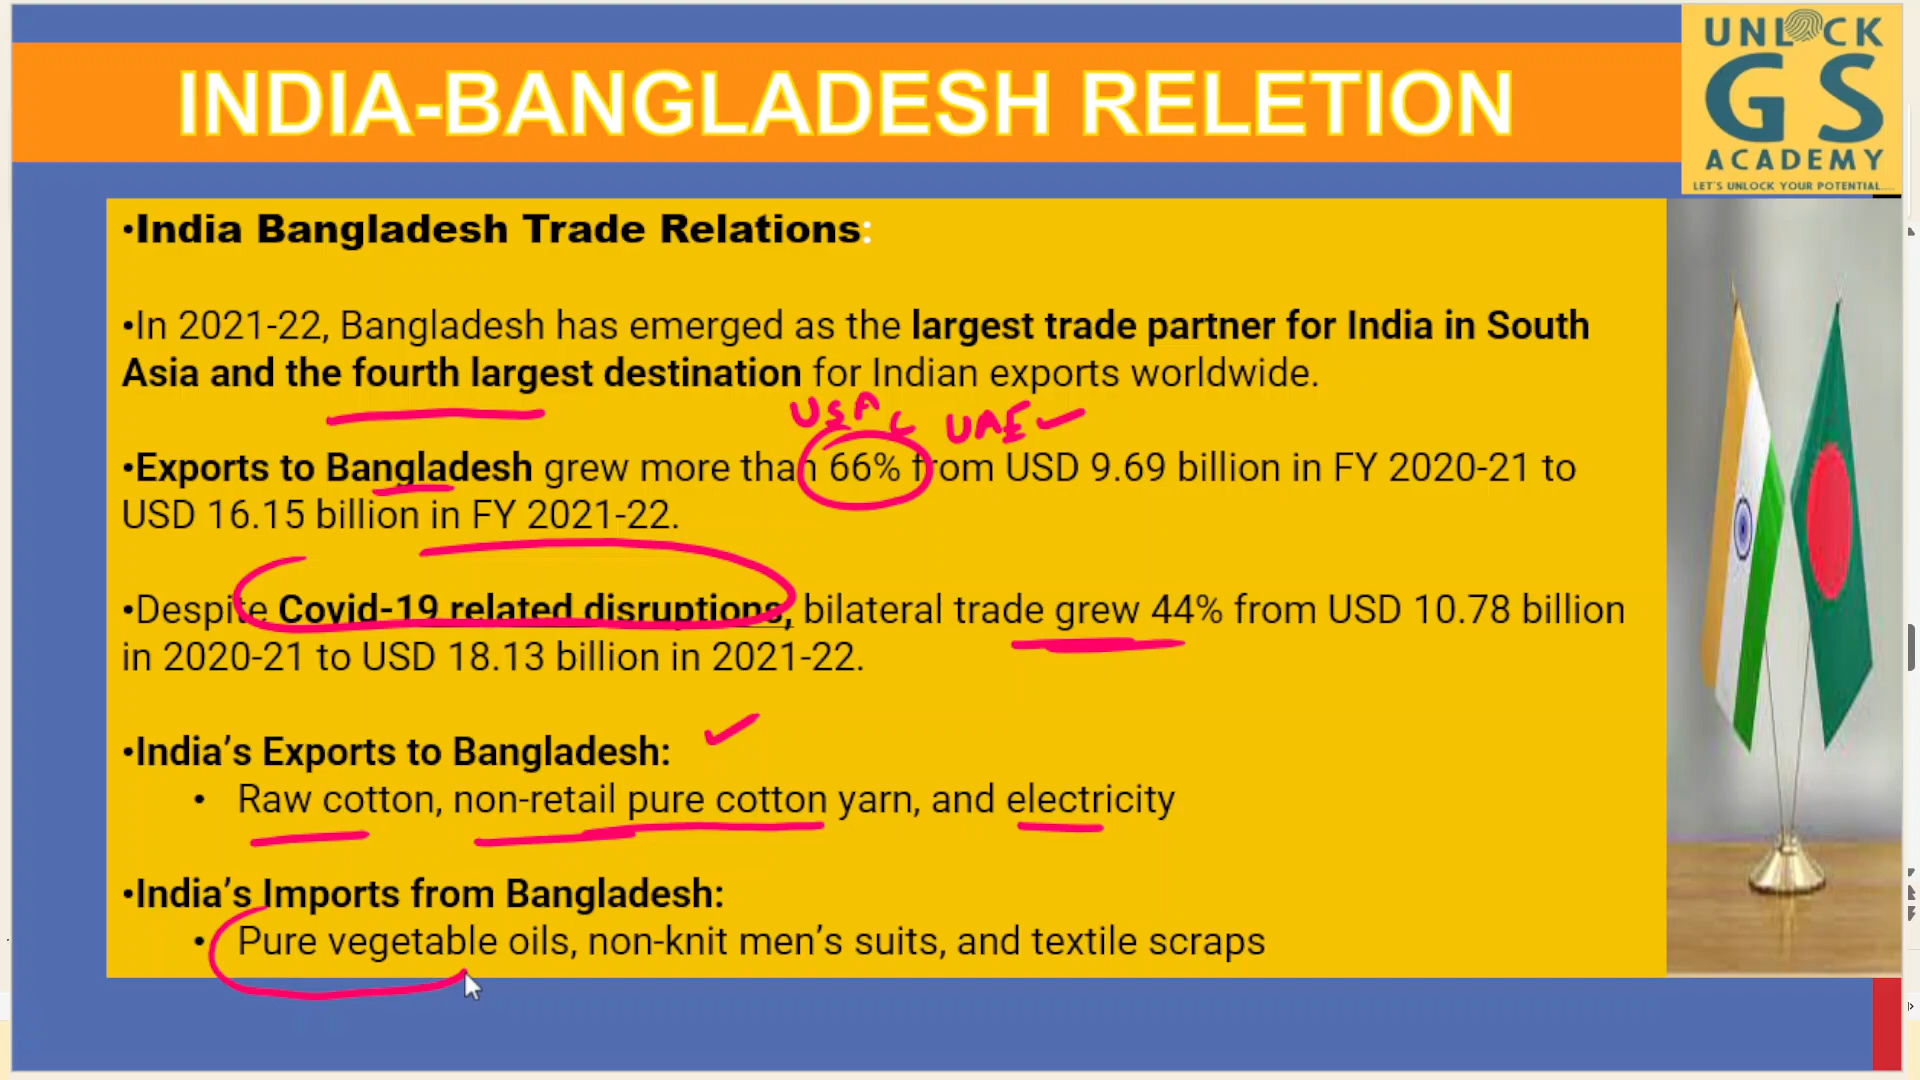 INDIA-BANGLADESH RELETION
UNLOCK
GS
ACADEMY
LET'S UNLOCK YOUR POTENTIAL....
•India Bangladesh Trade Relations:
•In 2021-22, Bangladesh has emerged as the largest trade partner for India in South
Asia and the fourth largest destination for Indian exports worldwide.
USA C UAE
•Exports to Bangladesh grew more than 66% from USD 9.69 billion in FY 2020-21 to
USD 16.15 billion in FY 2021-22.
•Despite Covid-19 related disruptions, bilateral trade grew 44% from USD 10.78 billion
in 2020-21 to USD 18.13 billion in 2021-22.
•India’s Exports to Bangladesh:
• Raw cotton, non-retail pure cotton yarn, and electricity
•India’s Imports from Bangladesh:
• Pure vegetable oils, non-knit men’s suits, and textile scraps